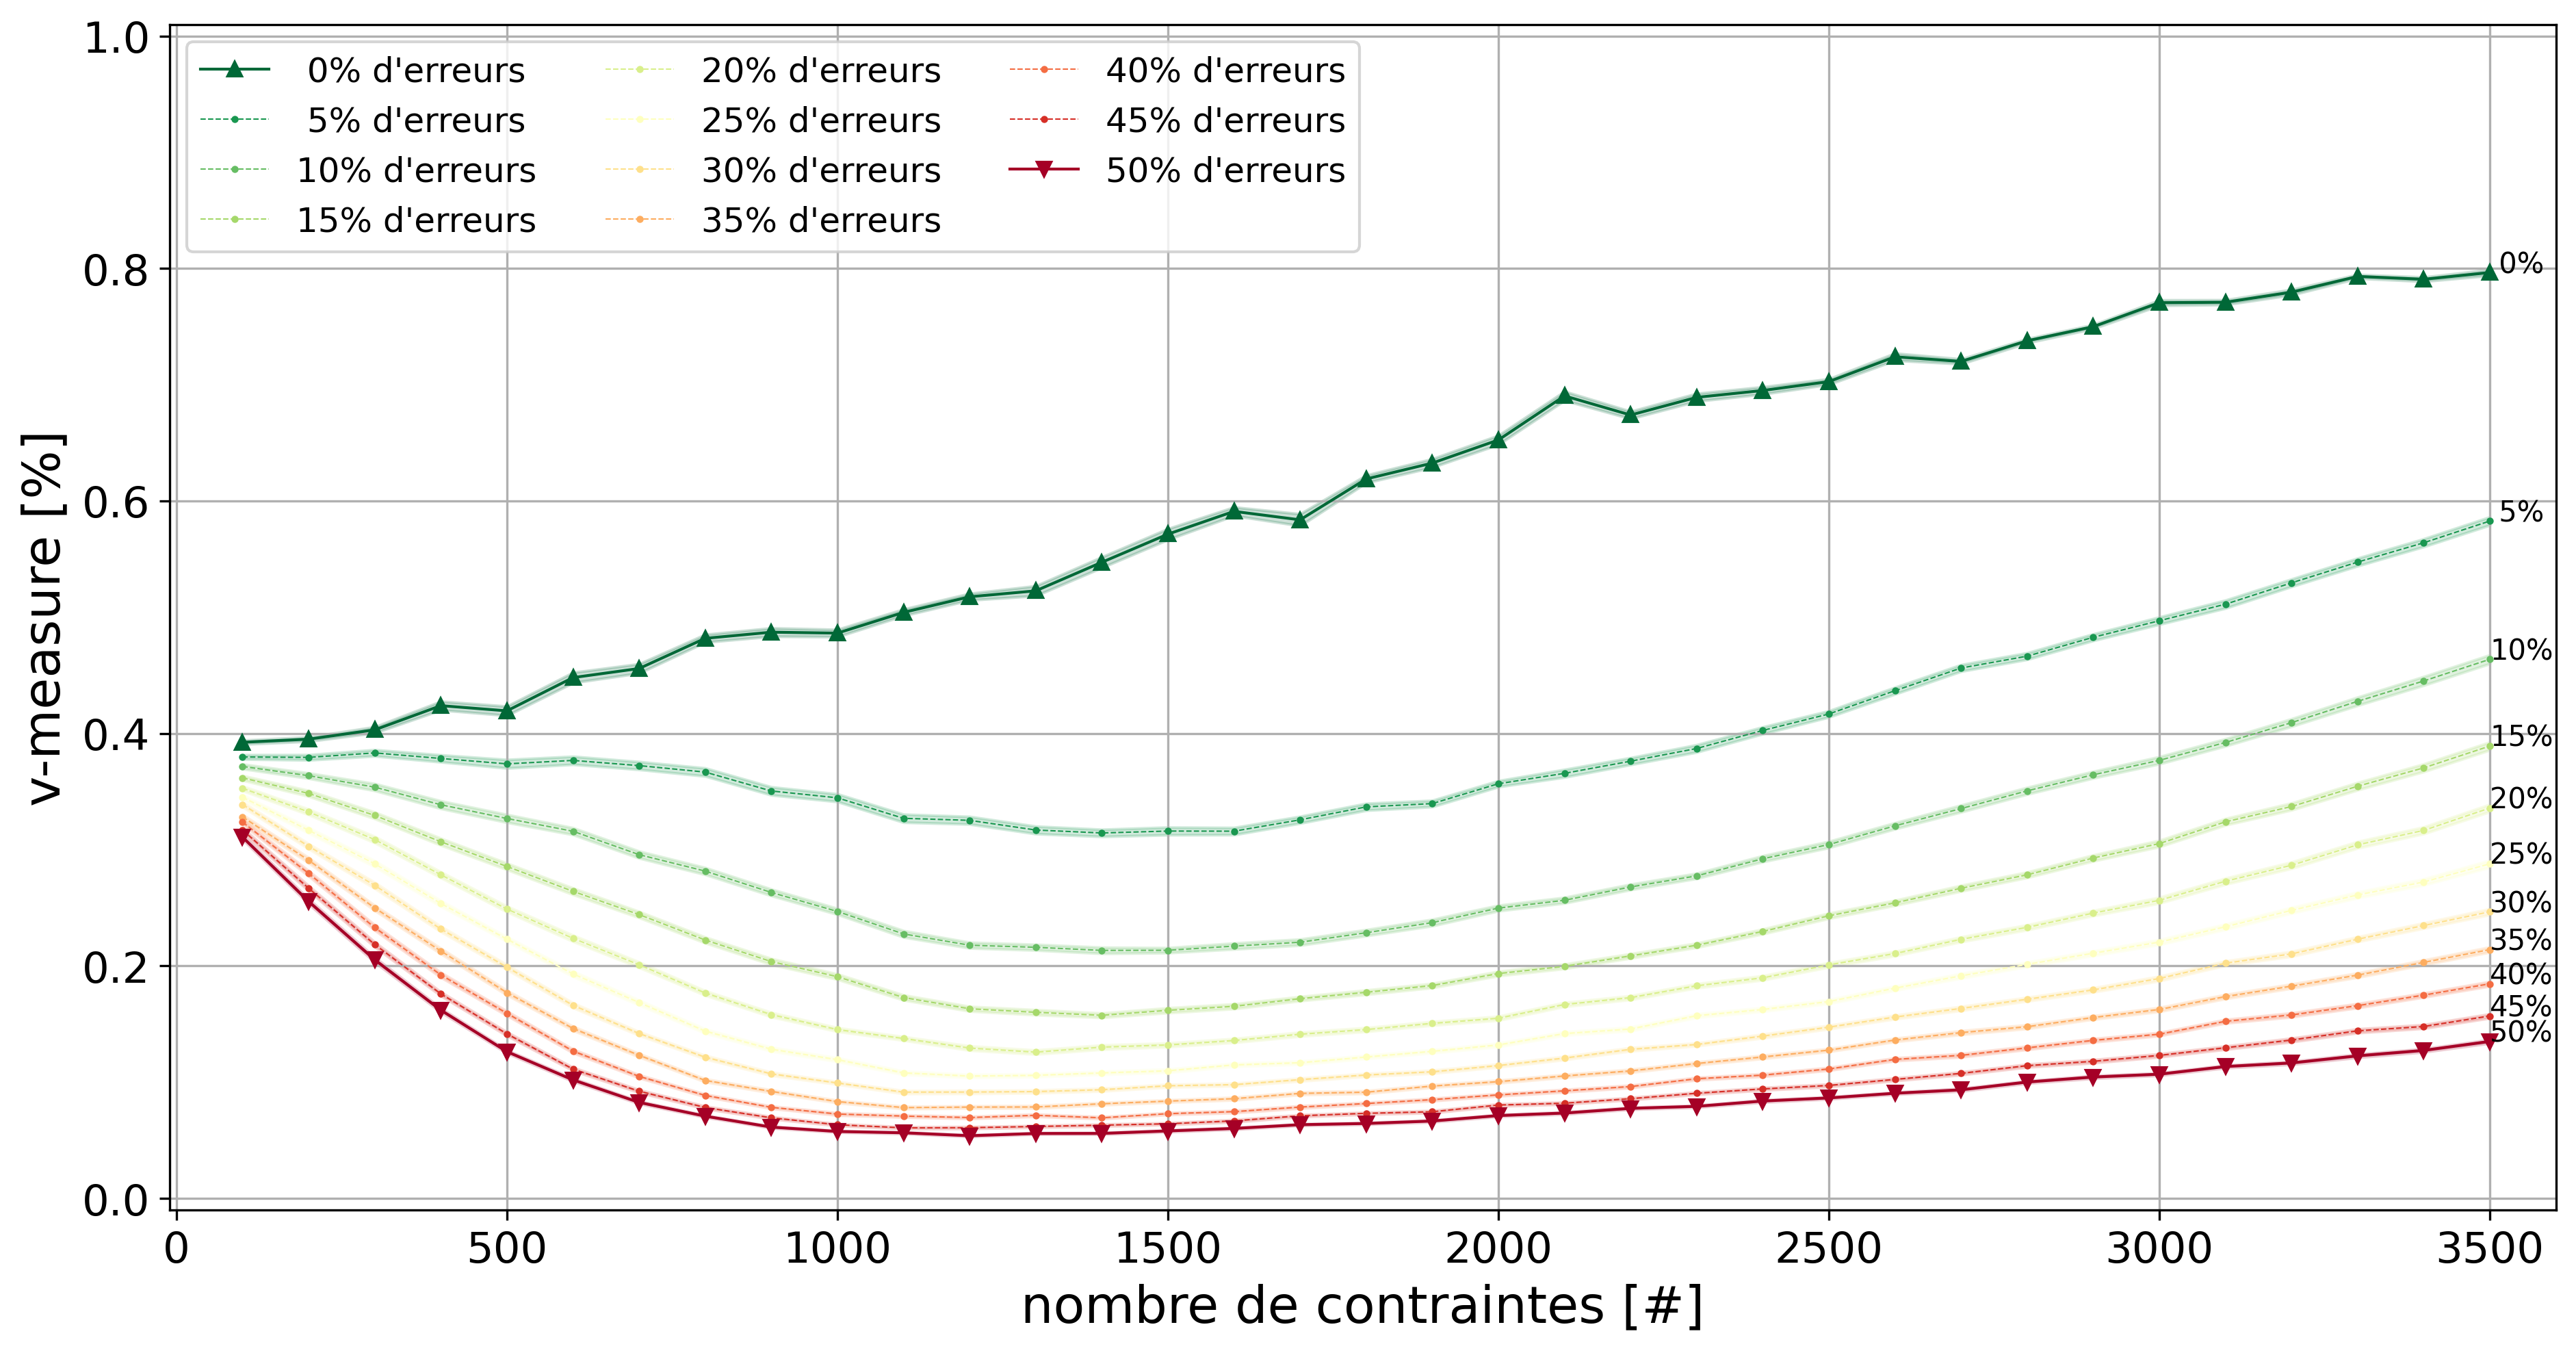 v-measure [%]
1.0
0.8
0.6
0.4
0.2
0.0
0% d'erreurs
5% d'erreurs
10% d'erreurs
15% d'erreurs
20% d'erreurs
25% d'erreurs
30% d'erreurs
35% d'erreurs
40% d'erreurs
45% d'erreurs
50% d'erreurs
0%
5%
10%
15%
20%
25%
30%
35%
40%
45%
50%
0 500 1000 1500 2000 2500 3000 3500
nombre de contraintes [#]